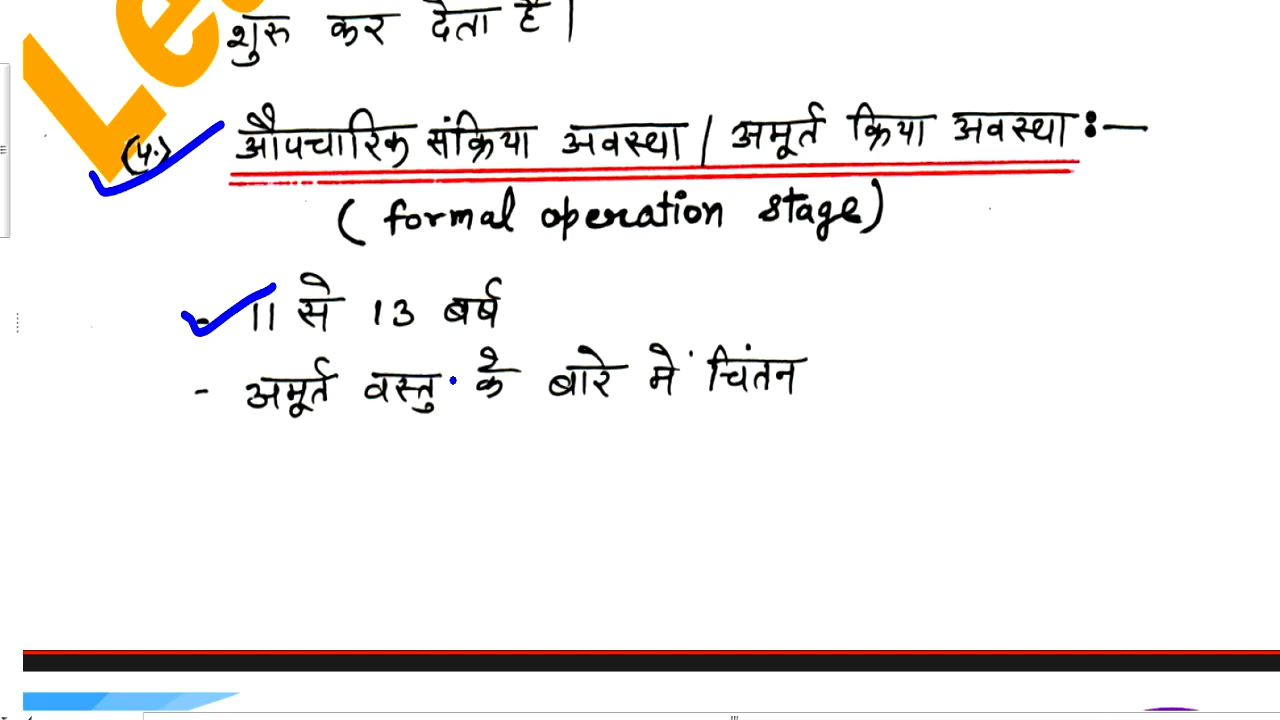 शुरू कर देता है।
(4.) औपचारिक संक्रिया अवस्था / अमूर्त क्रिया अवस्था :—
( formal operation stage )
- 11 से 13 बर्ष
- अमूर्त वस्तु के बारे में चिंतन